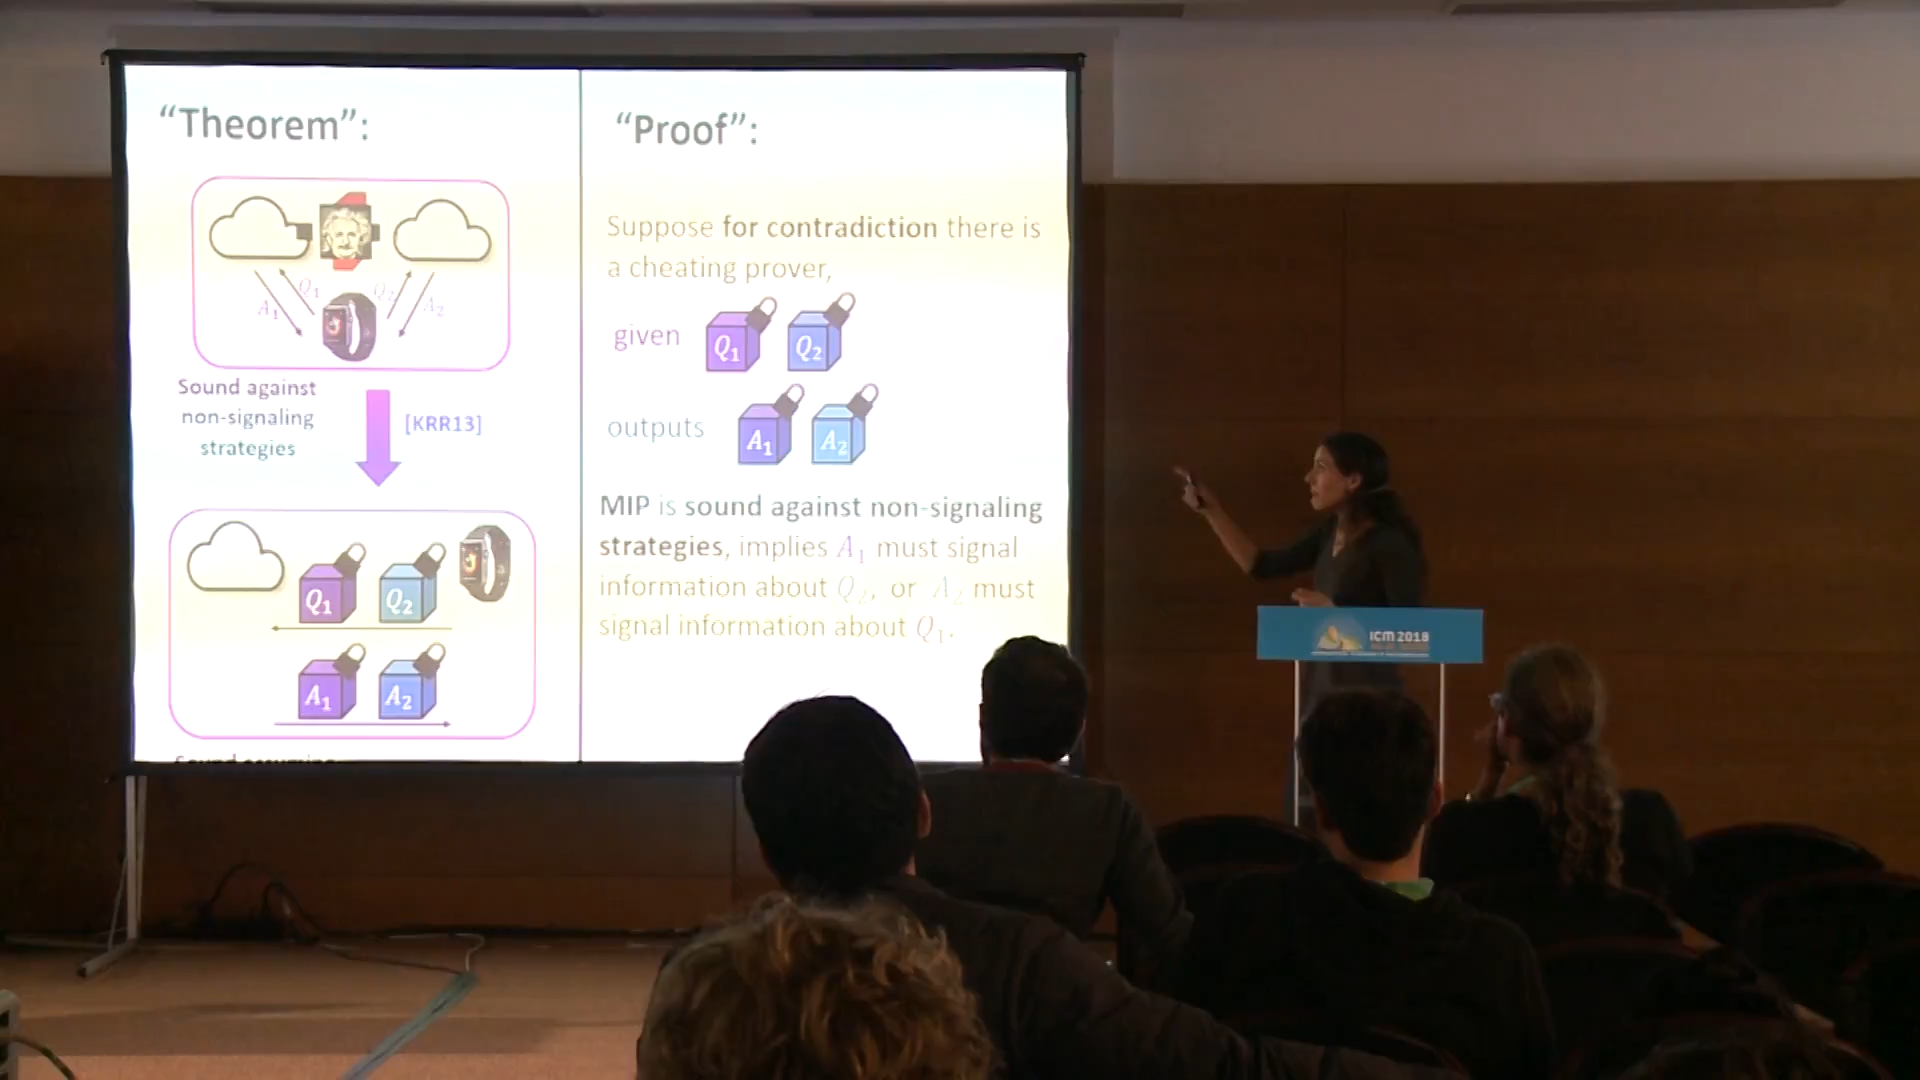 “Theorem”:
Q1
Q2
A1
A2
Sound against
non-signaling
strategies
[KRR13]
Q1
Q2
A1
A2
“Proof”:
Suppose for contradiction there is
a cheating prover,
given
Q1
Q2
outputs
A1
A2
MIP is sound against non-signaling
strategies, implies A1 must signal
information about Q2, or A2 must
signal information about Q1.
ICM 2018